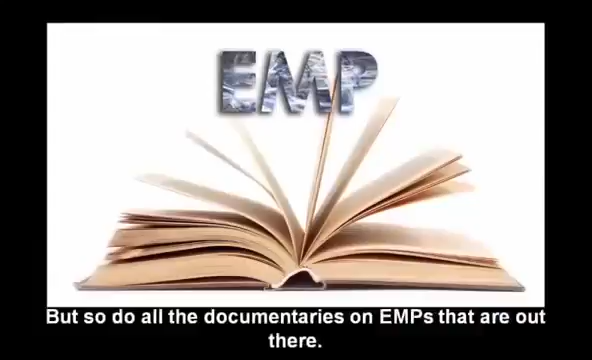 EMP
But so do all the documentaries on EMPs that are out
there.